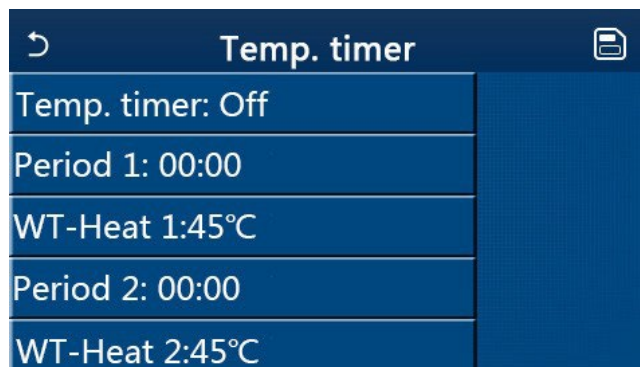 Temp. timer
Temp. timer: Off
Period 1: 00:00
WT-Heat 1:45℃
Period 2: 00:00
WT-Heat 2:45℃